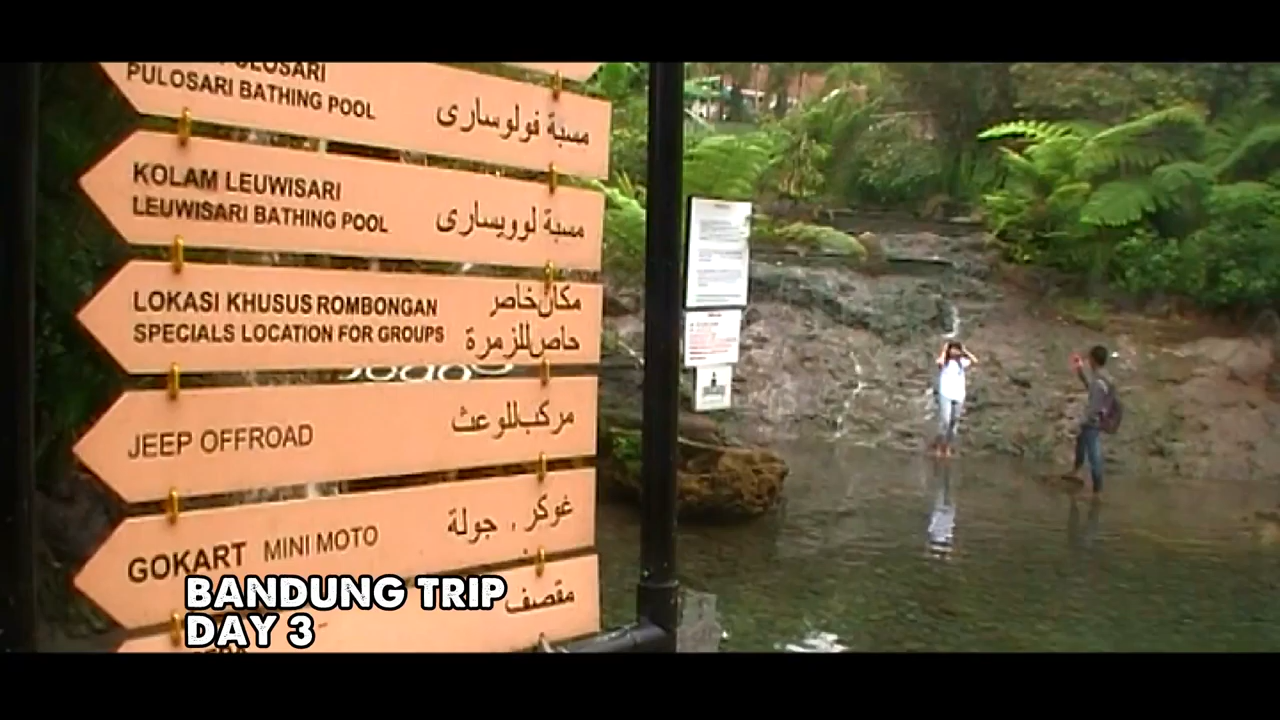 PULOSARI
PULOSARI BATHING POOL
مسبة فولوسارى
KOLAM LEUWISARI
LEUWISARI BATHING POOL
مسبة لوويسارى
LOKASI KHUSUS ROMBONGAN
SPECIALS LOCATION FOR GROUPS
مكان خاصر
حاص للزمرة
JEEP OFFROAD
مركب للوعث
GOKART MINI MOTO
غوكر , جولة
مقصف
BANDUNG TRIP
DAY 3